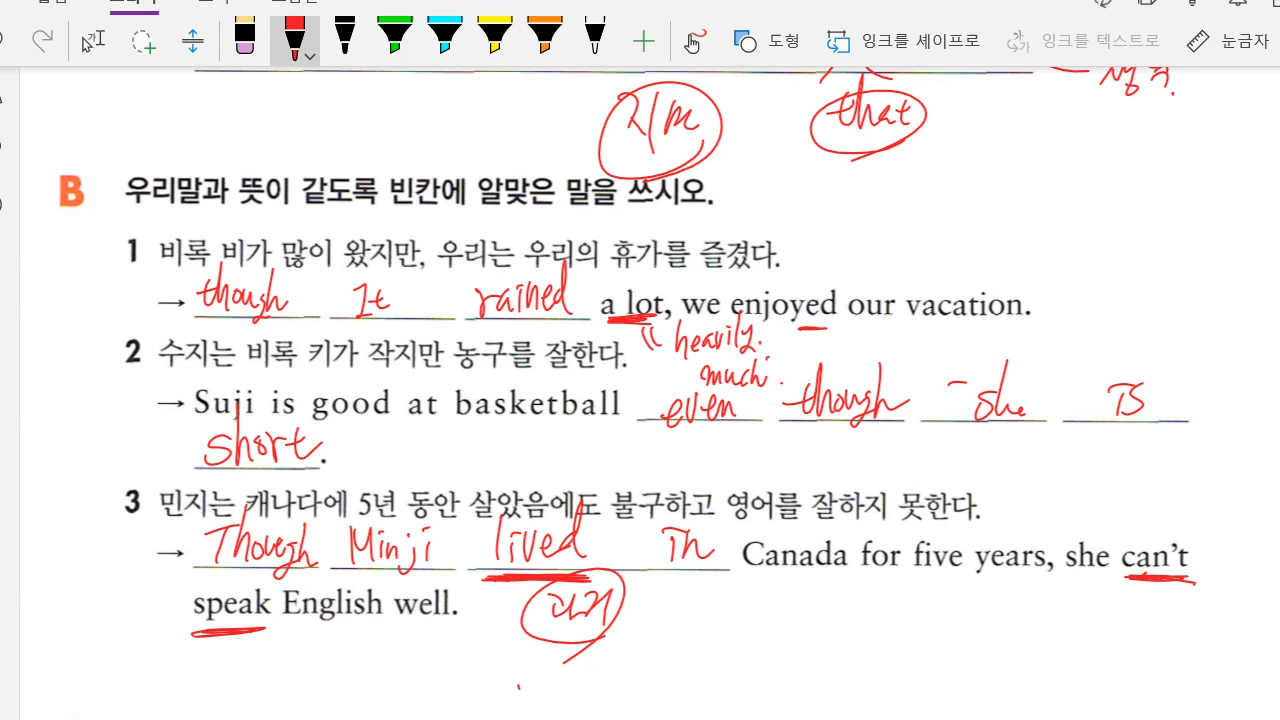 도형 잉크를 셰이프로 잉크를 텍스트로 눈금자
that
B 우리말과 뜻이 같도록 빈칸에 알맞은 말을 쓰시오.
1 비록 비가 많이 왔지만, 우리는 우리의 휴가를 즐겼다.
→ though It rained a lot, we enjoyed our vacation.
heavily.
2 수지는 비록 키가 작지만 농구를 잘한다.
much.
→ Suji is good at basketball even though she is
short.
3 민지는 캐나다에 5년 동안 살았음에도 불구하고 영어를 잘하지 못한다.
→ Though Minji lived in Canada for five years, she can't
speak English well.
과거